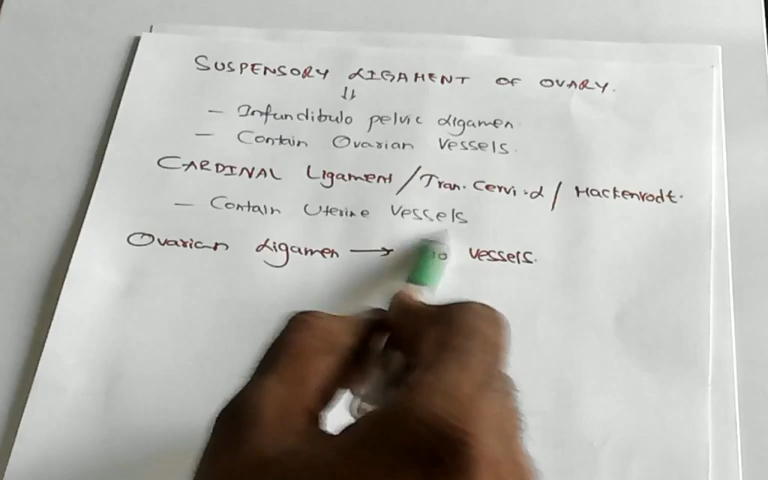 SUSPENSORY LIGAMENT OF OVARY.
- Infundibulo pelvic ligamen
- Contain Ovarian Vessels.
CARDINAL Ligament / Tran. Cervical / Mackenrodt.
- Contain Uterine Vessels
Ovarian ligamen → vessels.